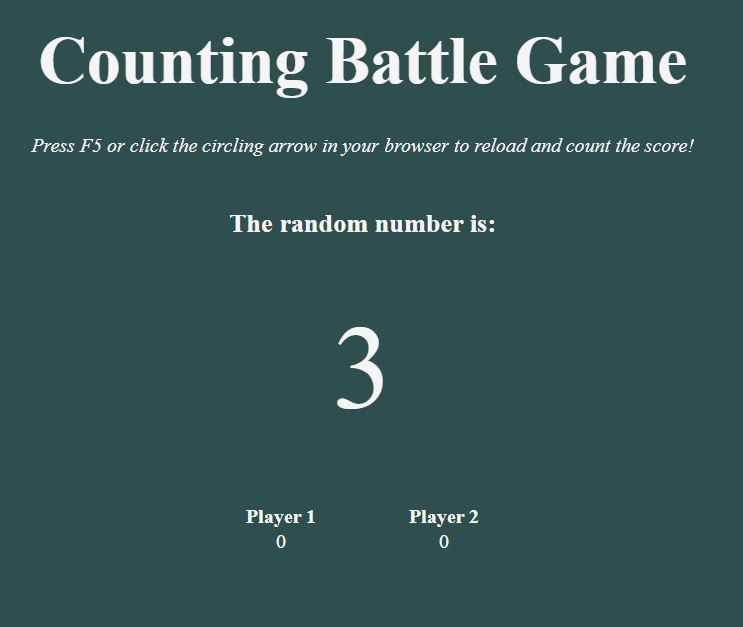 Counting Battle Game
Press F5 or click the circling arrow in your browser to reload and count the score!
The random number is:
3
Player 1 Player 2
0 0